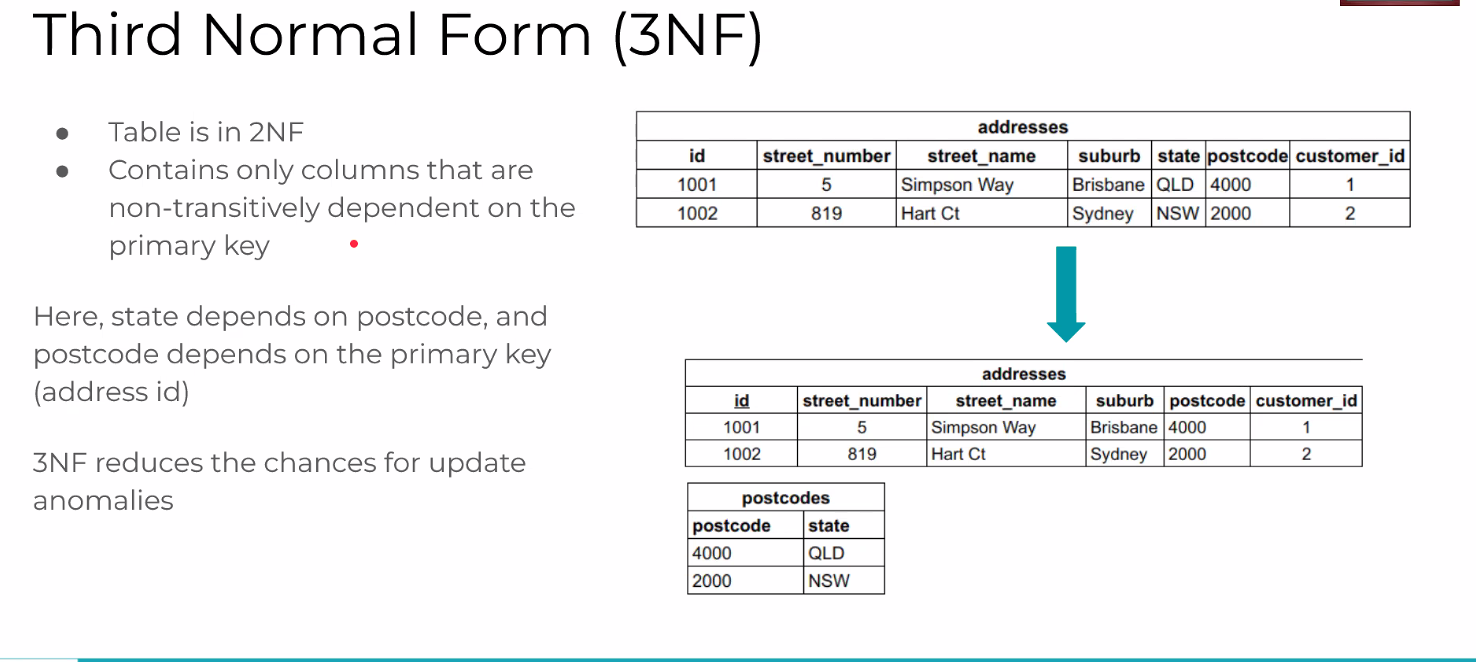 Third Normal Form (3NF)
● Table is in 2NF
● Contains only columns that are
non-transitively dependent on the
primary key
Here, state depends on postcode, and
postcode depends on the primary key
(address id)
3NF reduces the chances for update
anomalies
addresses
id street_number street_name suburb state postcode customer_id
1001 5 Simpson Way Brisbane QLD 4000 1
1002 819 Hart Ct Sydney NSW 2000 2
addresses
id street_number street_name suburb postcode customer_id
1001 5 Simpson Way Brisbane 4000 1
1002 819 Hart Ct Sydney 2000 2
postcodes
postcode state
4000 QLD
2000 NSW